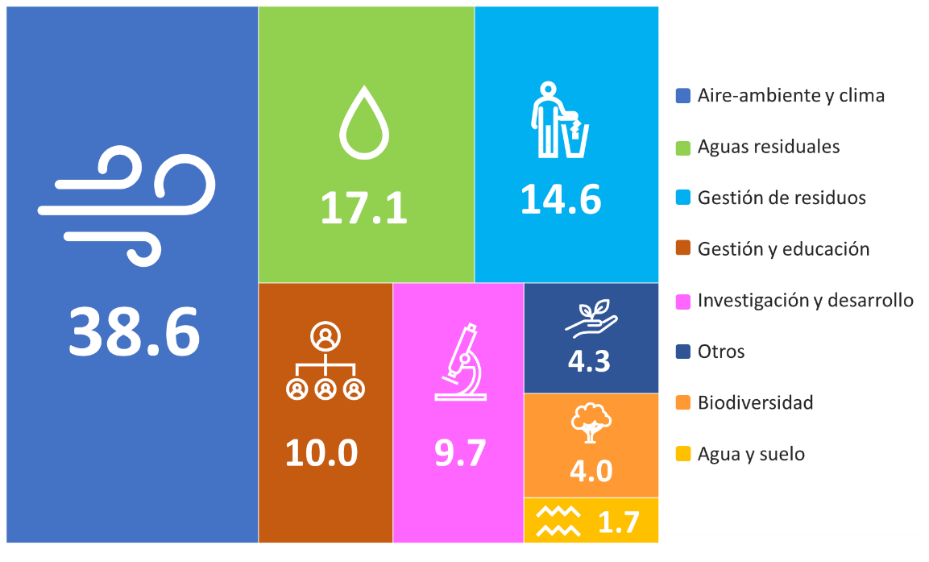 38.6
17.1
14.6
10.0
9.7
4.3
4.0
1.7
Aire-ambiente y clima
Aguas residuales
Gestión de residuos
Gestión y educación
Investigación y desarrollo
Otros
Biodiversidad
Agua y suelo